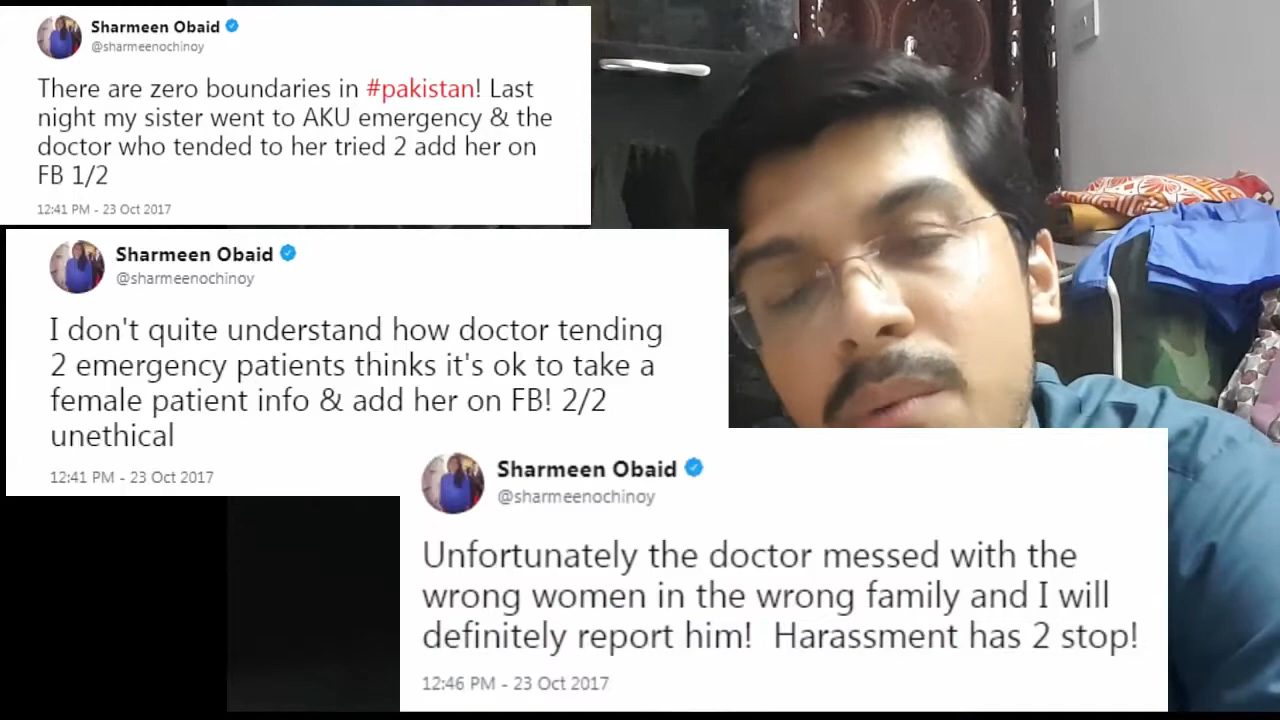 Sharmeen Obaid
@sharmeenochinoy
There are zero boundaries in #pakistan! Last
night my sister went to AKU emergency & the
doctor who tended to her tried 2 add her on
FB 1/2
12:41 PM - 23 Oct 2017
Sharmeen Obaid
@sharmeenochinoy
I don't quite understand how doctor tending
2 emergency patients thinks it's ok to take a
female patient info & add her on FB! 2/2
unethical
12:41 PM - 23 Oct 2017
Sharmeen Obaid
@sharmeenochinoy
Unfortunately the doctor messed with the
wrong women in the wrong family and I will
definitely report him! Harassment has 2 stop!
12:46 PM - 23 Oct 2017